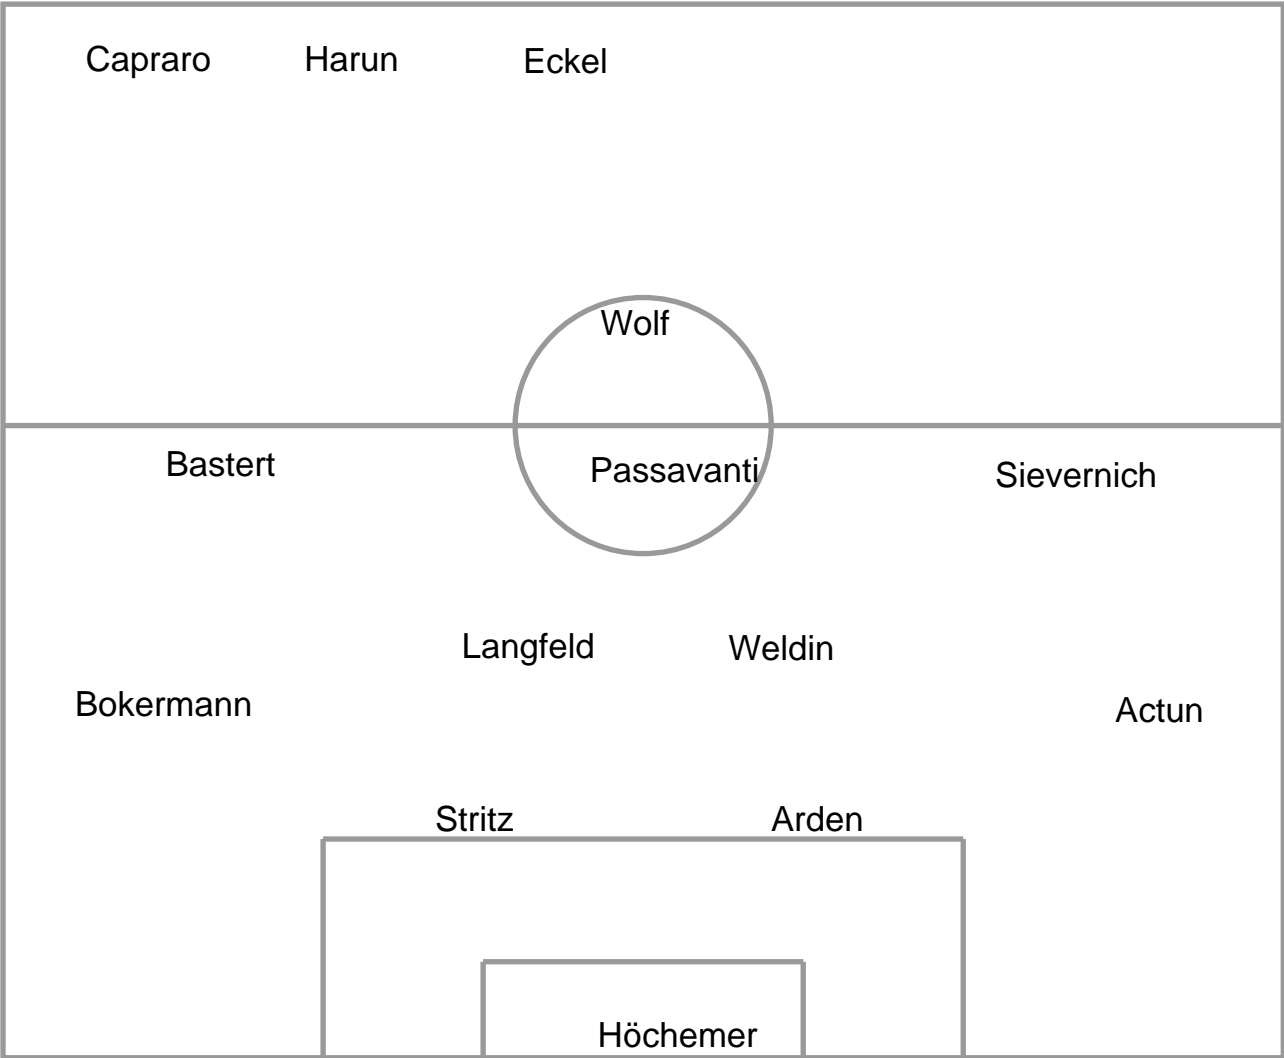 Capraro Harun Eckel
Wolf
Bastert Passavanti Sievernich
Langfeld Weldin
Bokermann Actun
Stritz Arden
Höchemer